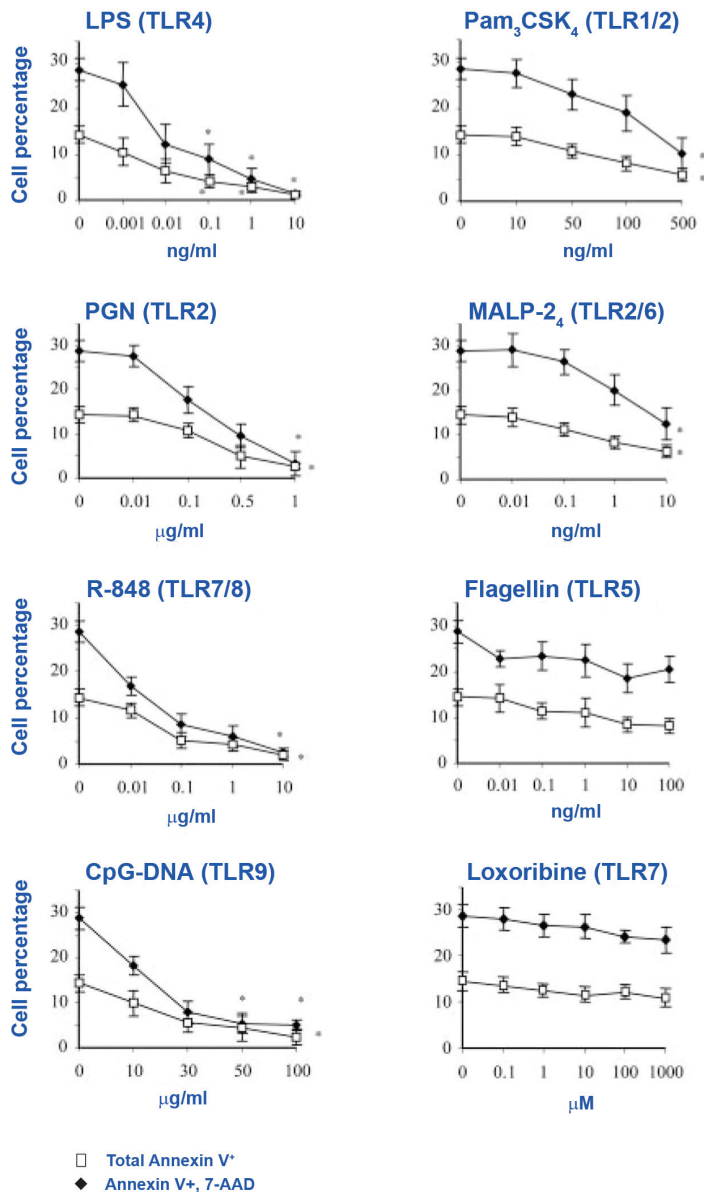 LPS (TLR4)
Cell percentage
30
20
10
0
0 0.001 0.01 0.1 1 10
ng/ml
Pam3CSK4 (TLR1/2)
30
20
10
0
0 10 50 100 500
ng/ml
PGN (TLR2)
Cell percentage
30
20
10
0
0 0.01 0.1 0.5 1
μg/ml
MALP-24 (TLR2/6)
30
20
10
0
0 0.01 0.1 1 10
ng/ml
R-848 (TLR7/8)
Cell percentage
30
20
10
0
0 0.01 0.1 1 10
μg/ml
Flagellin (TLR5)
30
20
10
0
0 0.01 0.1 1 10 100
ng/ml
CpG-DNA (TLR9)
Cell percentage
30
20
10
0
0 10 30 50 100
μg/ml
Loxoribine (TLR7)
30
20
10
0
0 0.1 1 10 100 1000
μM
Total Annexin V+
Annexin V+, 7-AAD